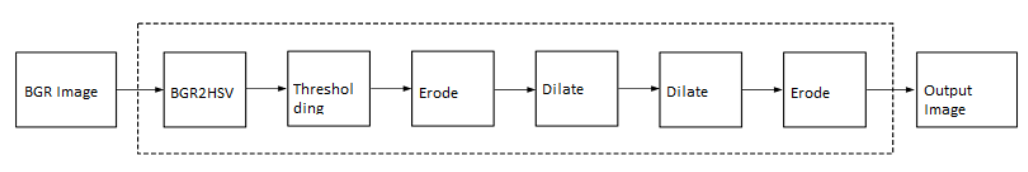 BGR Image
BGR2HSV
Threshol
ding
Erode
Dilate
Dilate
Erode
Output
Image